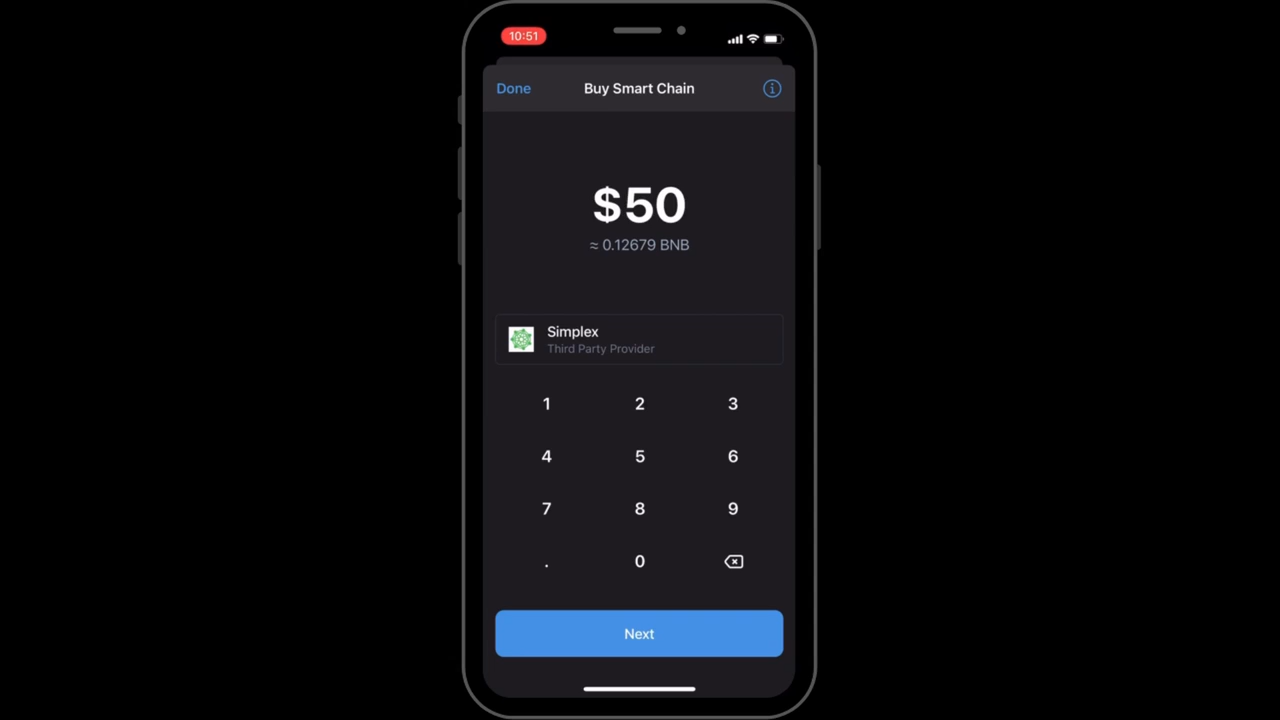 10:51
Done
Buy Smart Chain
$50
≈ 0.12679 BNB
Simplex
Third Party Provider
1 2 3
4 5 6
7 8 9
. 0
Next